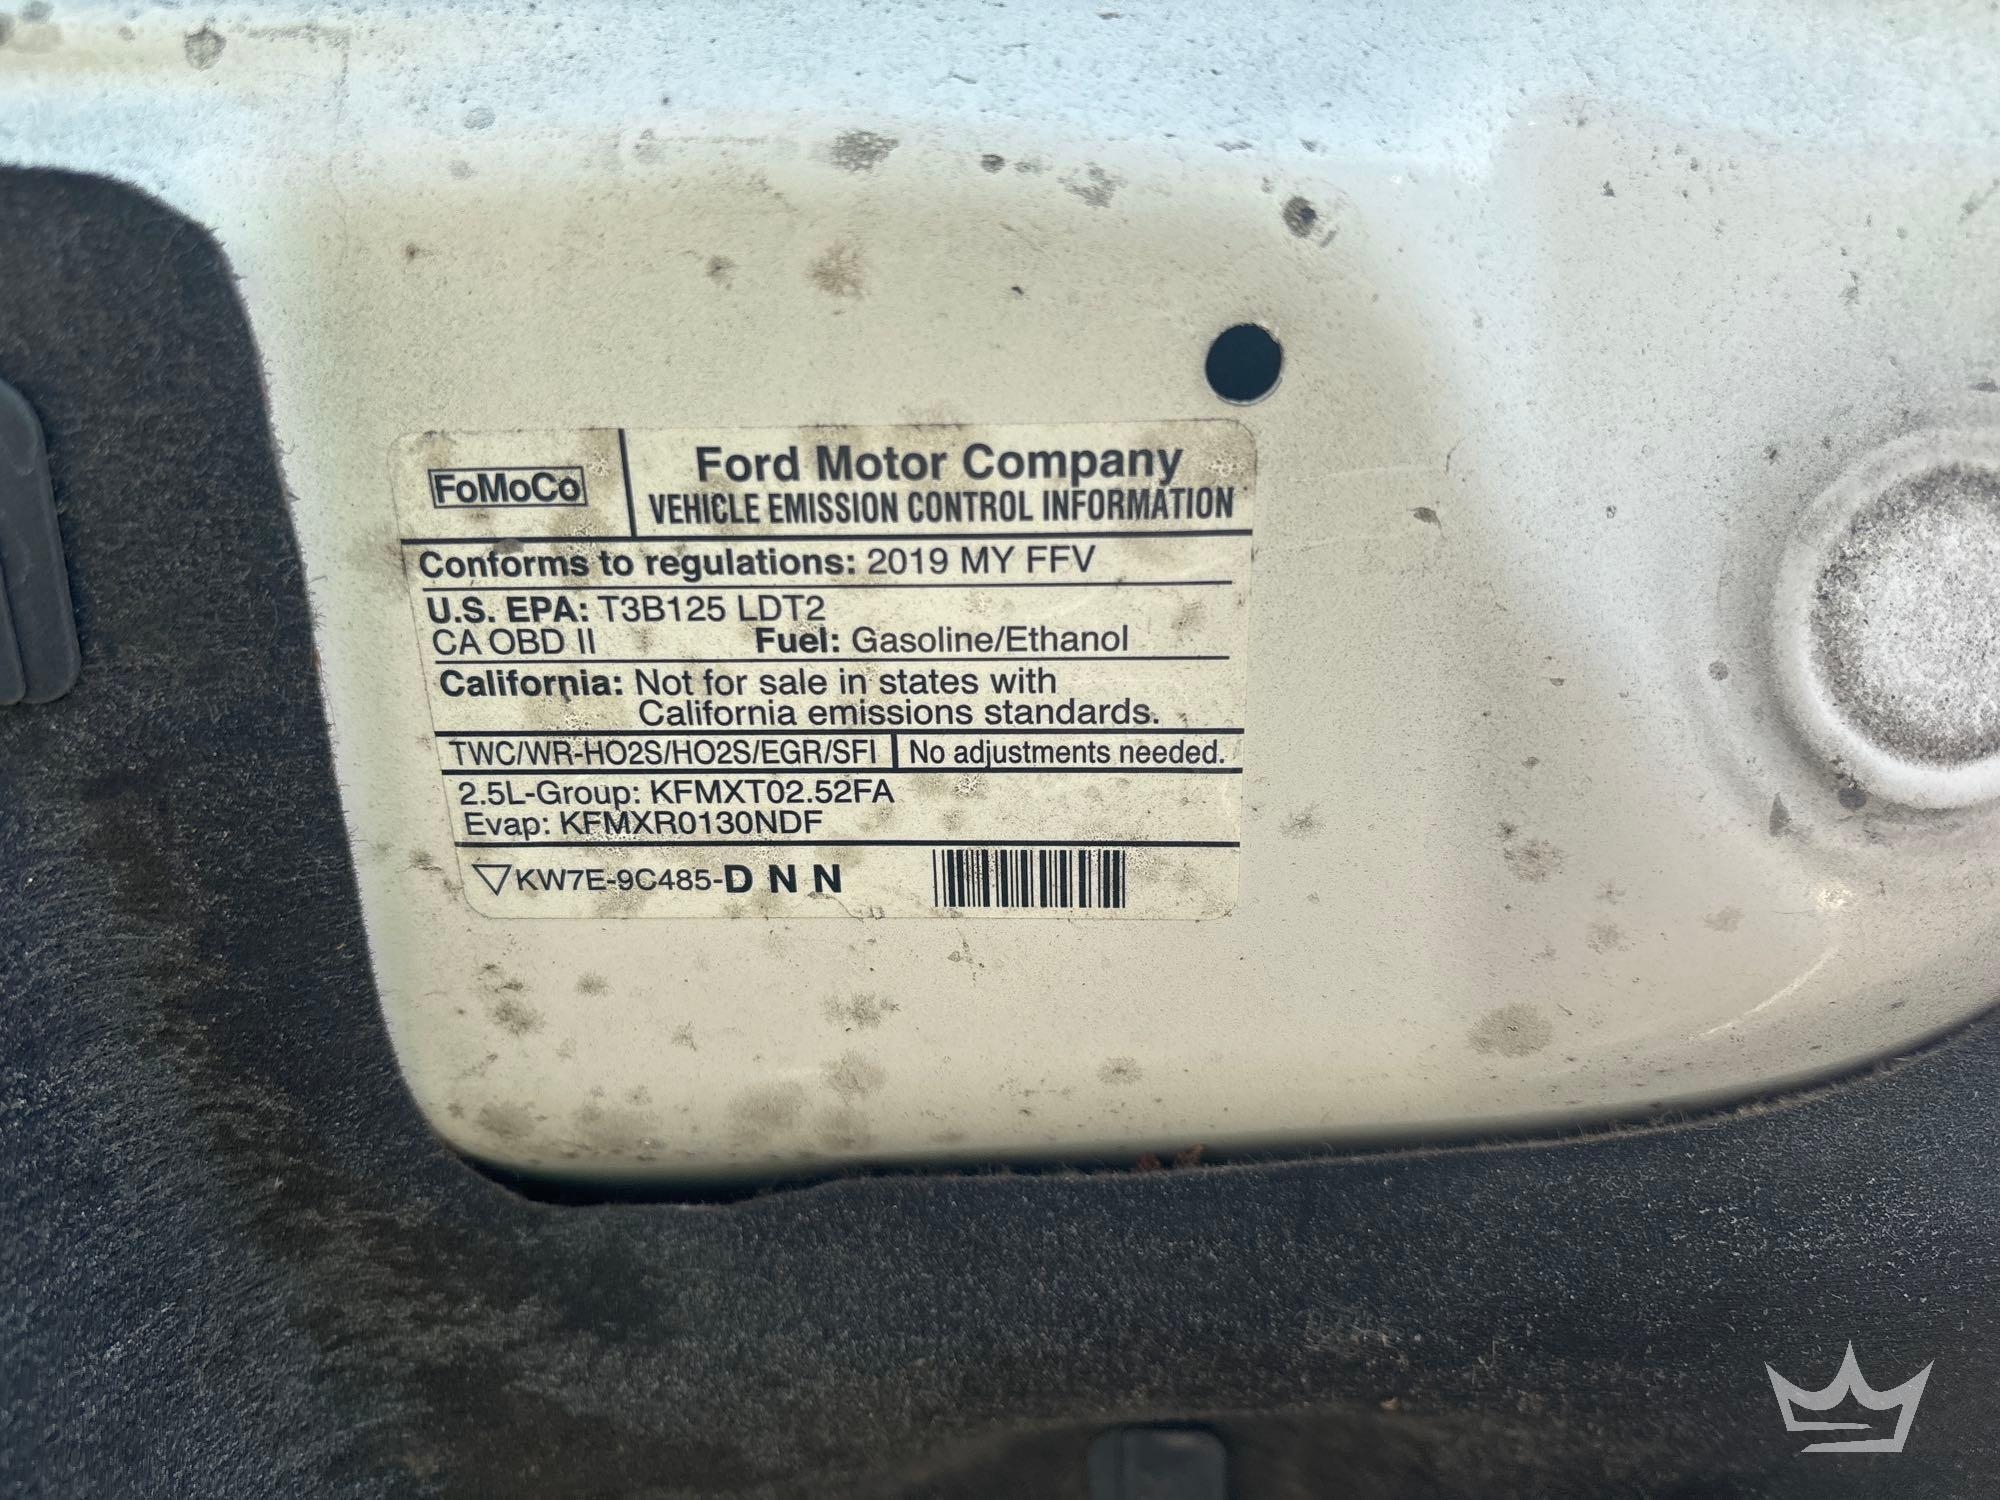 FoMoCo
Ford Motor Company
VEHICLE EMISSION CONTROL INFORMATION
Conforms to regulations: 2019 MY FFV
U.S. EPA: T3B125 LDT2
CA OBD II Fuel: Gasoline/Ethanol
California: Not for sale in states with
California emissions standards.
TWC/WR-HO2S/HO2S/EGR/SFI No adjustments needed.
2.5L-Group: KFMXT02.52FA
Evap: KFMXR0130NDF
KW7E-9C485-D N N